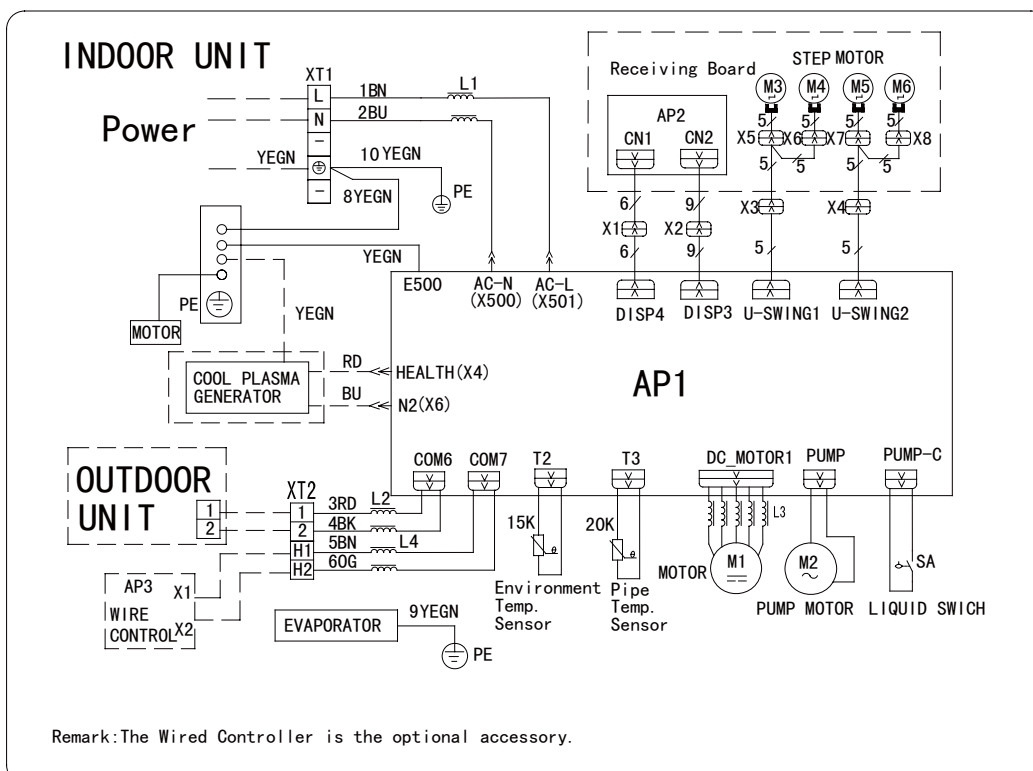 INDOOR UNIT
Power
XT1
L
N
1BN
L1
2BU
YEGN
10 YEGN
8YEGN
PE
YEGN
PE
MOTOR
YEGN
E500
AC-N
(X500)
AC-L
(X501)
Receiving Board
STEP MOTOR
M3
M4
M5
M6
AP2
CN1
CN2
5
5
5
5
X5
X6
X7
X8
5
5
5
5
6
9
X1
X2
X3
X4
6
9
5
5
DISP4
DISP3
U-SWING1
U-SWING2
COOL PLASMA
GENERATOR
RD
BU
HEALTH(X4)
N2(X6)
AP1
COM6
COM7
T2
T3
DC_MOTOR1
PUMP
PUMP-C
OUTDOOR
UNIT
1
2
XT2
1
2
H1
H2
3RD
4BK
5BN
6OG
L2
L4
15K
θ
Environment
Temp.
Sensor
20K
θ
Pipe
Temp.
Sensor
L3
MOTOR
M1
M2
PUMP MOTOR
SA
LIQUID SWICH
AP3
X1
WIRE
CONTROL
X2
EVAPORATOR
9YEGN
PE
Remark:The Wired Controller is the optional accessory.